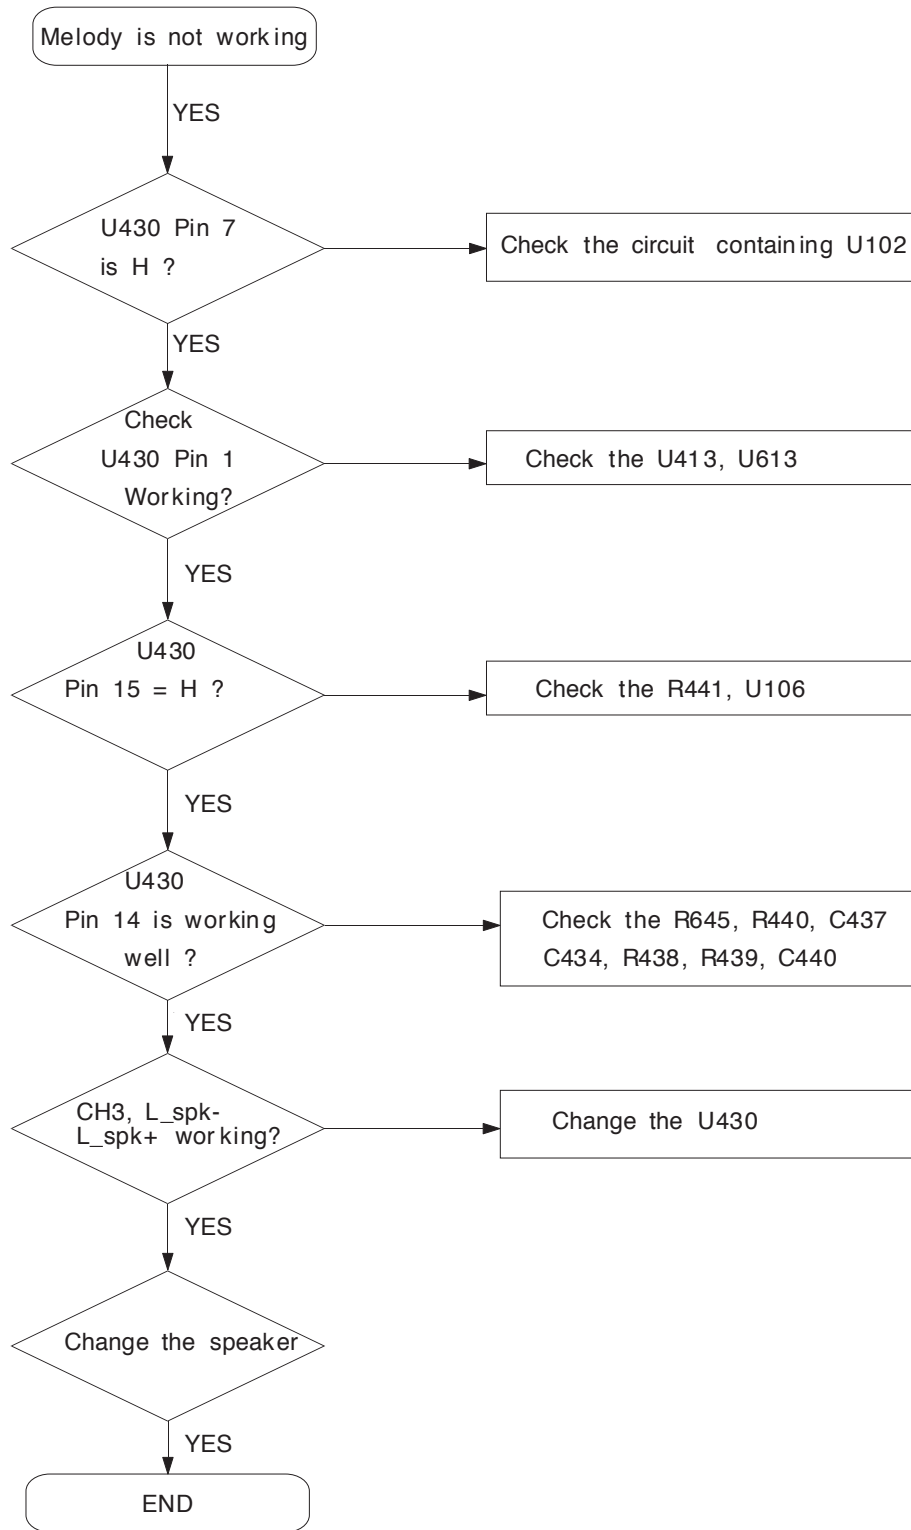 Melody is not working
YES
U430 Pin 7
is H ?
Check the circuit containing U102
YES
Check
U430 Pin 1
Working?
Check the U413, U613
YES
U430
Pin 15 = H ?
Check the R441, U106
YES
U430
Pin 14 is working
well ?
Check the R645, R440, C437
C434, R438, R439, C440
YES
CH3, L_spk-
L_spk+ working?
Change the U430
YES
Change the speaker
YES
END